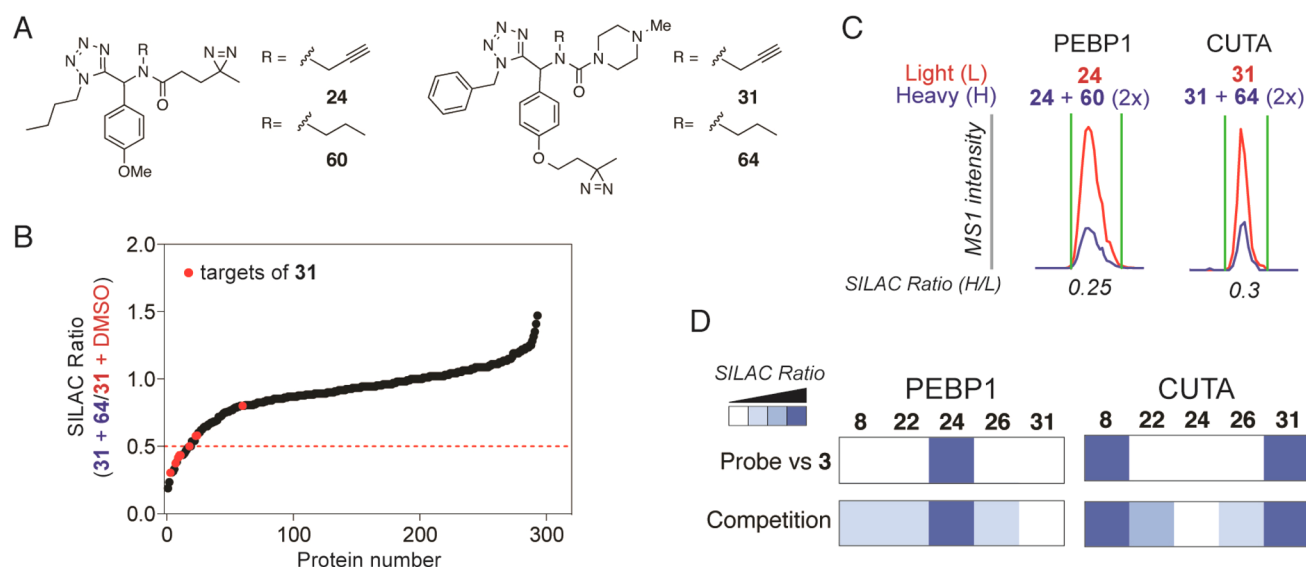 A
R
N
N
N
N
N
O
N
N
OMe
R =
24
R=
60
N
N
N
N
R
N
N
O
N
Me
O
N
N
R =
31
R=
64
B
2.0
1.5
1.0
0.5
0.0
SILAC Ratio
(31 + 64/31 + DMSO)
targets of 31
0
100
200
300
Protein number
C
PEBP1
CUTA
Light (L)
24
31
Heavy (H)
24 + 60 (2x)
31 + 64 (2x)
MS1 intensity
SILAC Ratio (H/L)
0.25
0.3
D
SILAC Ratio
PEBP1
CUTA
8 22 24 26 31
8 22 24 26 31
Probe vs 3
Competition